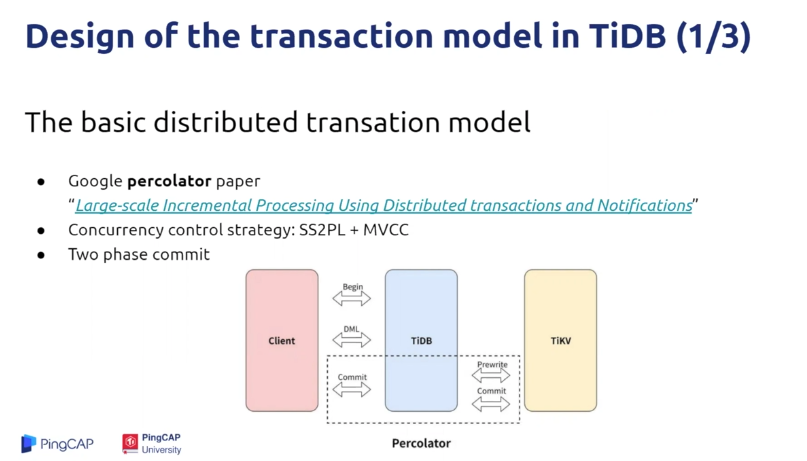 Design of the transaction model in TiDB (1/3)
The basic distributed transation model
● Google percolator paper
“Large-scale Incremental Processing Using Distributed transactions and Notifications”
● Concurrency control strategy: SS2PL + MVCC
● Two phase commit
Begin
DML
Client
TiDB
TiKV
Prewrite
Commit
Commit
Percolator
PingCAP
PingCAP
University